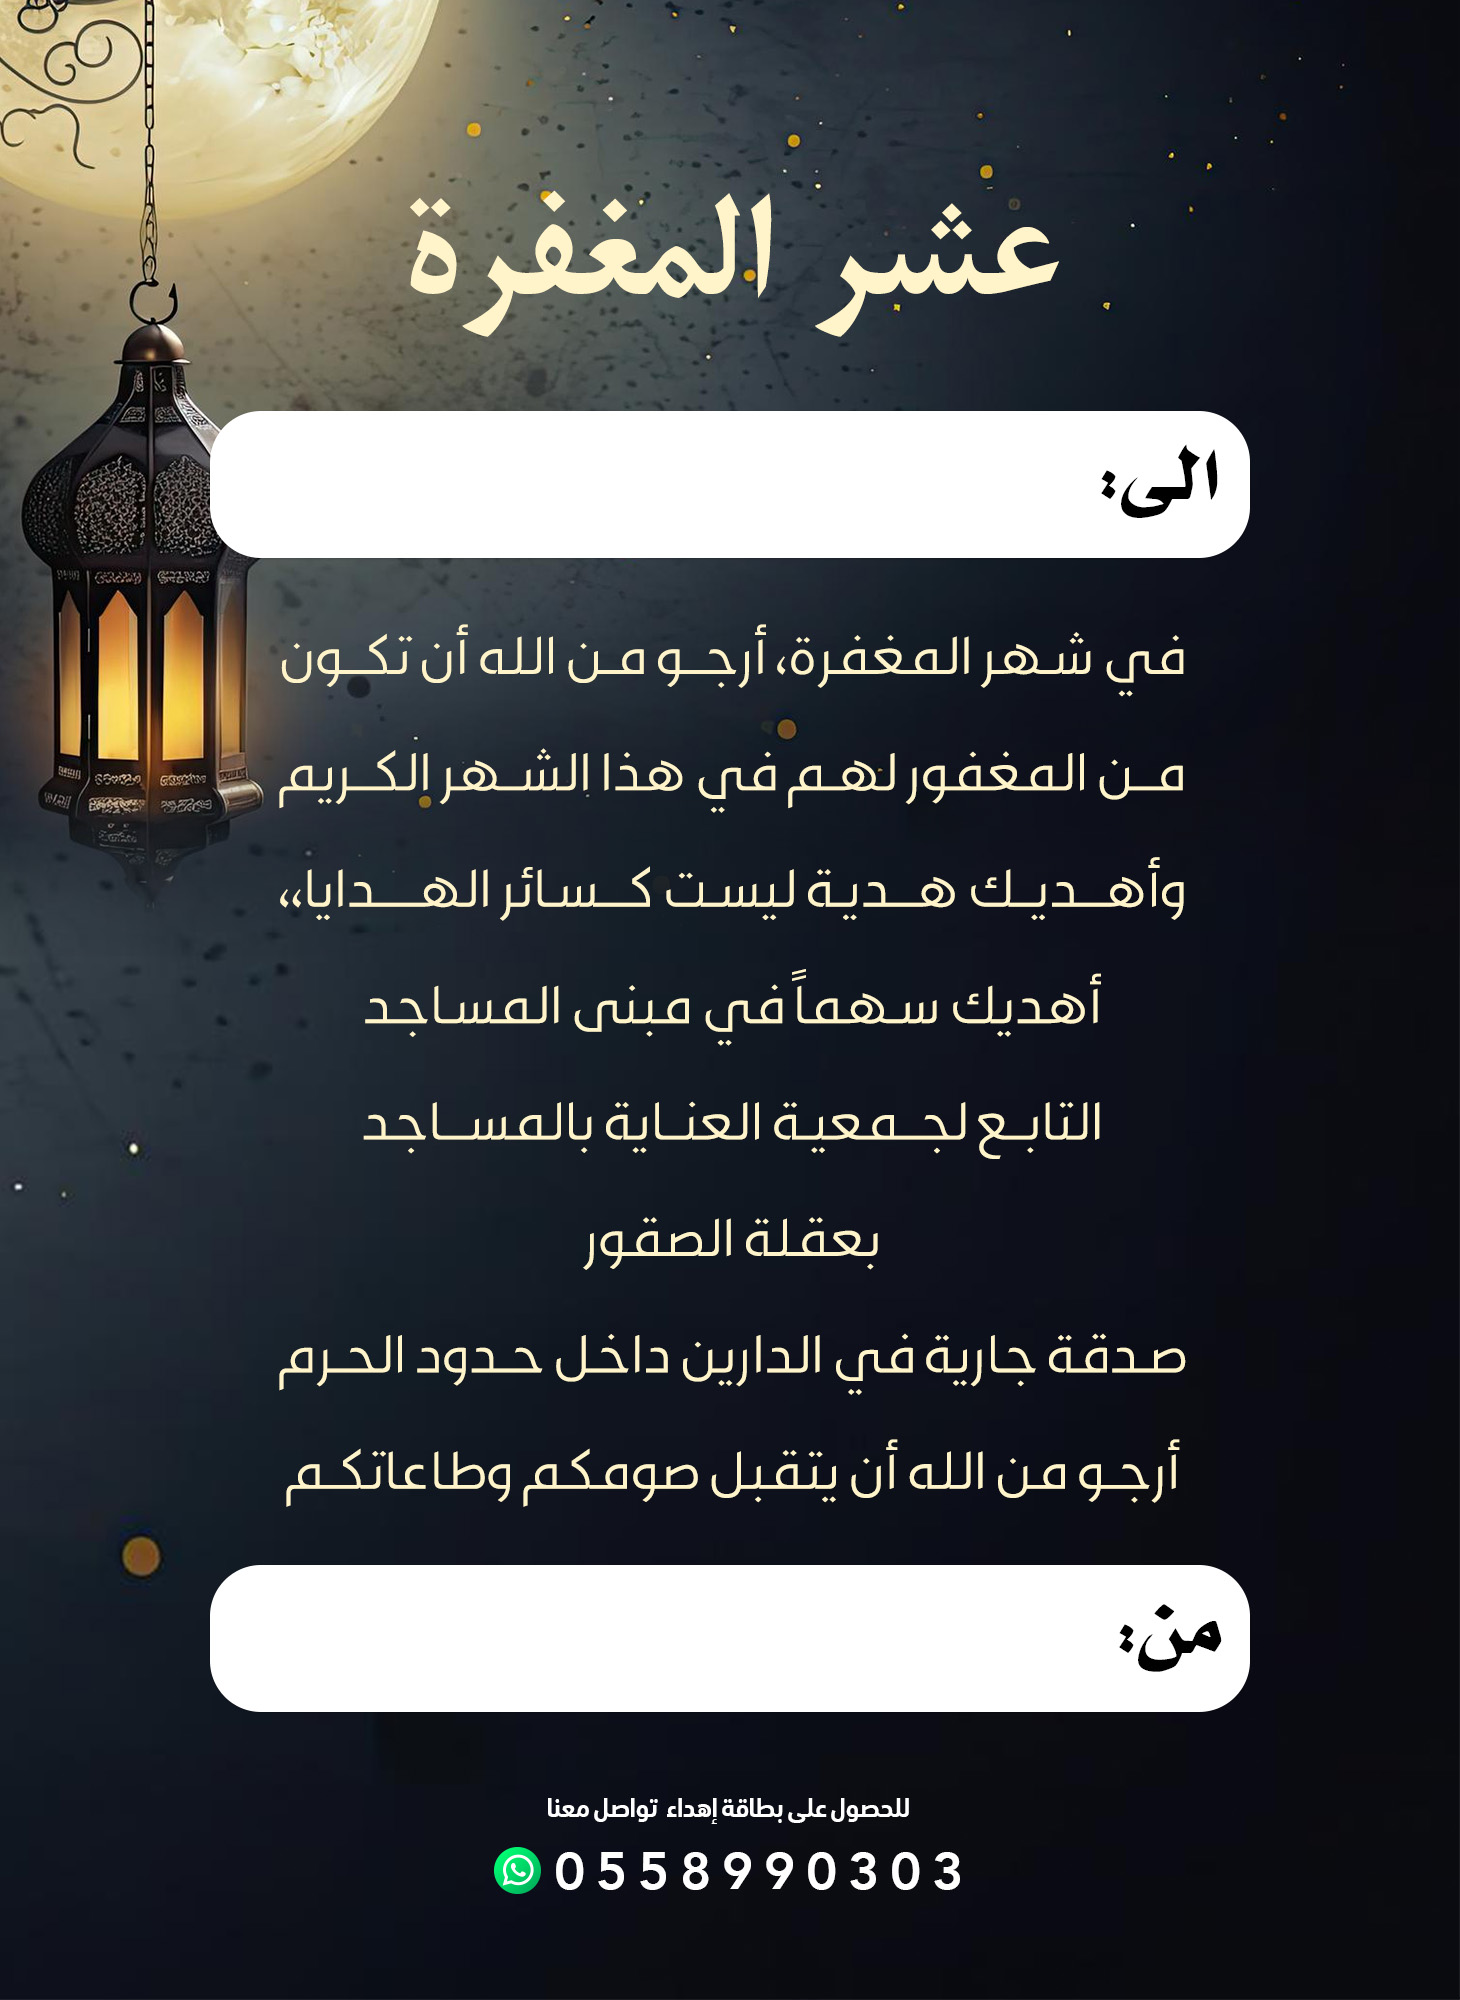 عشر المغفرة
الى:
في شهر المغفرة، أرجو من الله أن تكون
من المغفور لهم في هذا الشهر الكريم
وأهديك هدية ليست كسائر الهدايا،،
أهديك سهماً في مبنى المساجد
التابع لجمعية العناية بالمساجد
بعقلة الصقور
صدقة جارية في الدارين داخل حدود الحرم
أرجو من الله أن يتقبل صومكم وطاعاتكم
من:
للحصول على بطاقة إهداء تواصل معنا
0558990303